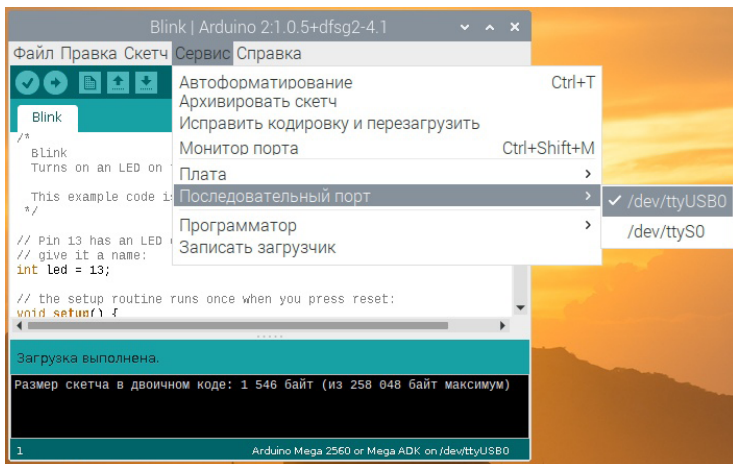 Blink | Arduino 2:1.0.5+dfsg2-4.1
Файл Правка Скетч Сервис Справка
Автоформатирование Ctrl+T
Архивировать скетч
Исправить кодировку и перезагрузить
Монитор порта Ctrl+Shift+M
Плата
Последовательный порт
Программатор
Записать загрузчик
/dev/ttyUSB0
/dev/ttyS0
Blink
/*
Blink
Turns on an LED on
This example code
*/
// Pin 13 has an LED
// give it a name:
int led = 13;
// the setup routine runs once when you press reset:
void setup() {
Загрузка выполнена.
Размер скетча в двоичном коде: 1 546 байт (из 258 048 байт максимум)
1 Arduino Mega 2560 or Mega ADK on /dev/ttyUSB0